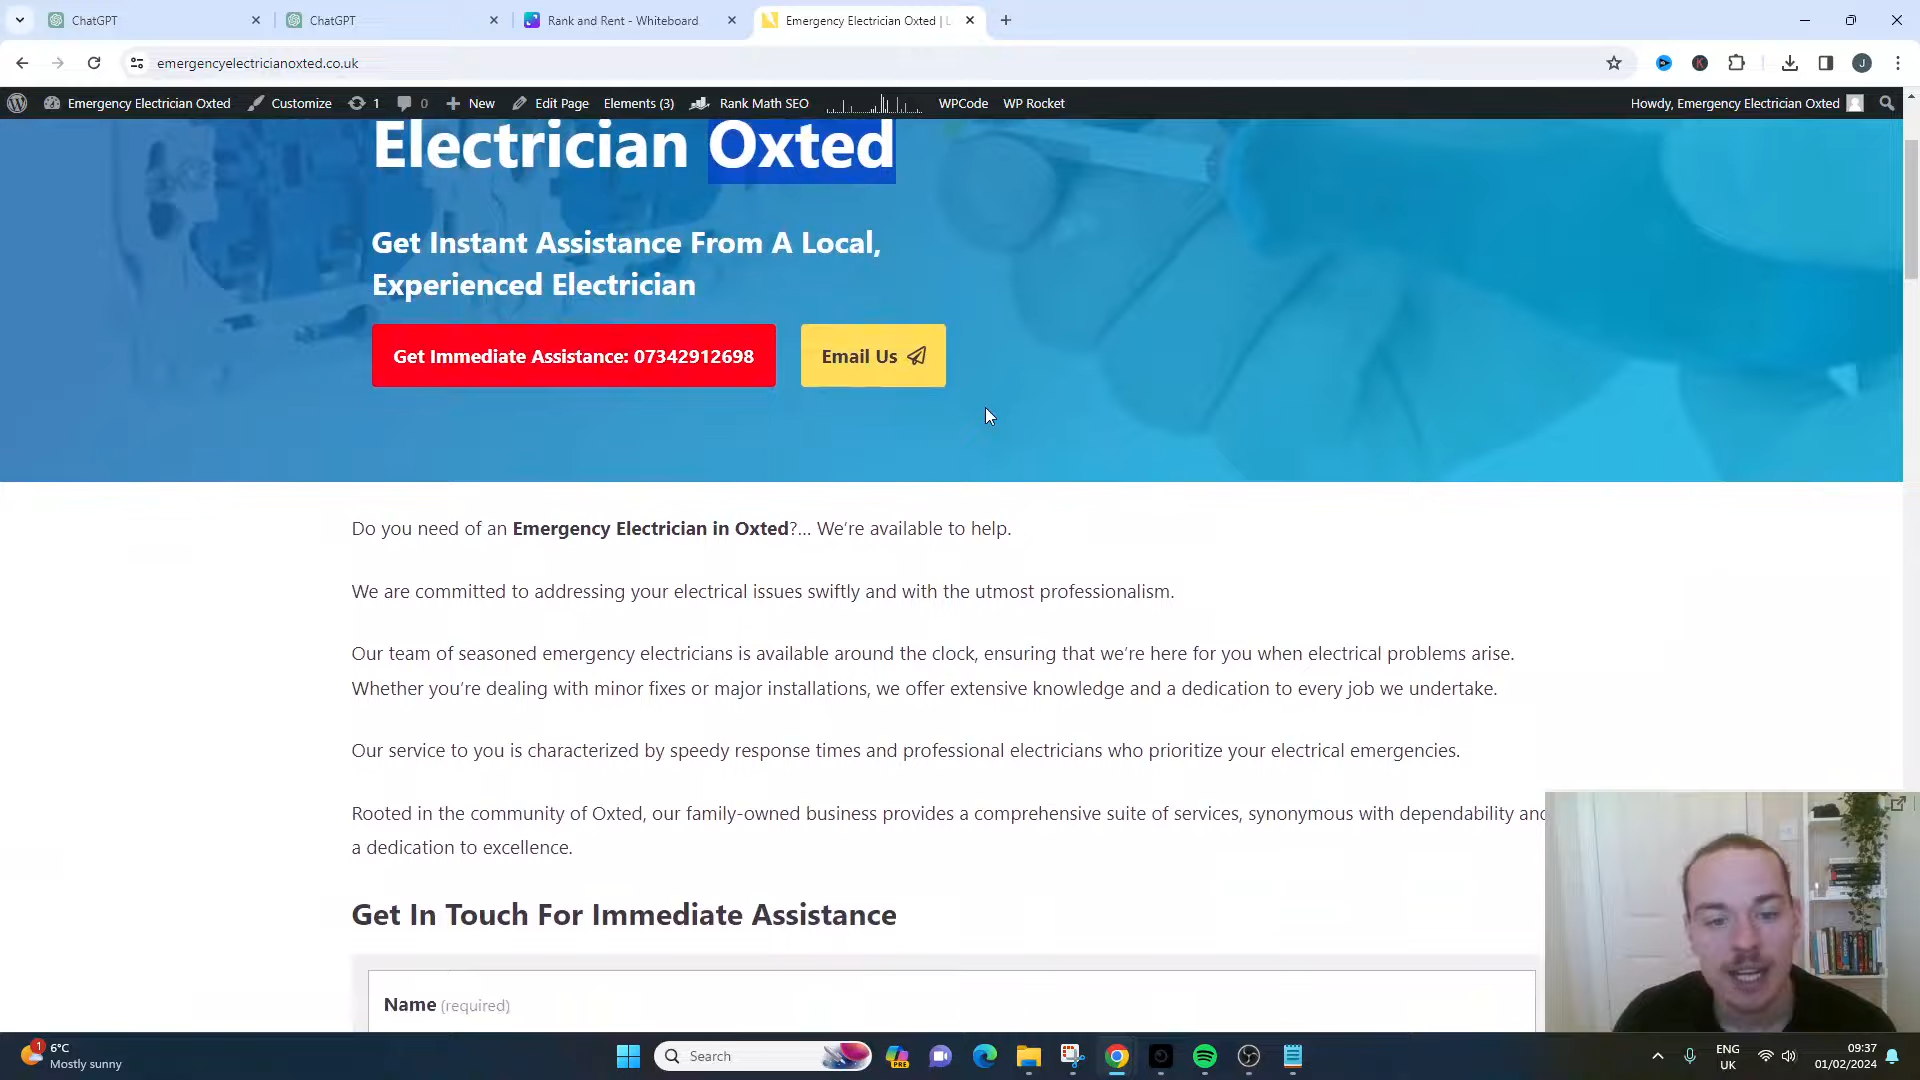 ChatGPT
ChatGPT
Rank and Rent - Whiteboard
Emergency Electrician Oxted | L
emergencyelectricianoxted.co.uk
Emergency Electrician Oxted
Customize
1
0
New
Edit Page
Elements (3)
Rank Math SEO
WPCode
WP Rocket
Howdy, Emergency Electrician Oxted
Electrician Oxted
Get Instant Assistance From A Local,
Experienced Electrician
Get Immediate Assistance: 07342912698
Email Us
Do you need of an Emergency Electrician in Oxted?... We're available to help.
We are committed to addressing your electrical issues swiftly and with the utmost professionalism.
Our team of seasoned emergency electricians is available around the clock, ensuring that we're here for you when electrical problems arise.
Whether you're dealing with minor fixes or major installations, we offer extensive knowledge and a dedication to every job we undertake.
Our service to you is characterized by speedy response times and professional electricians who prioritize your electrical emergencies.
Rooted in the community of Oxted, our family-owned business provides a comprehensive suite of services, synonymous with dependability and
a dedication to excellence.
Get In Touch For Immediate Assistance
Name (required)
1
6°C
Mostly sunny
Search
PRE
ENG
UK
09:37
01/02/2024
J
K